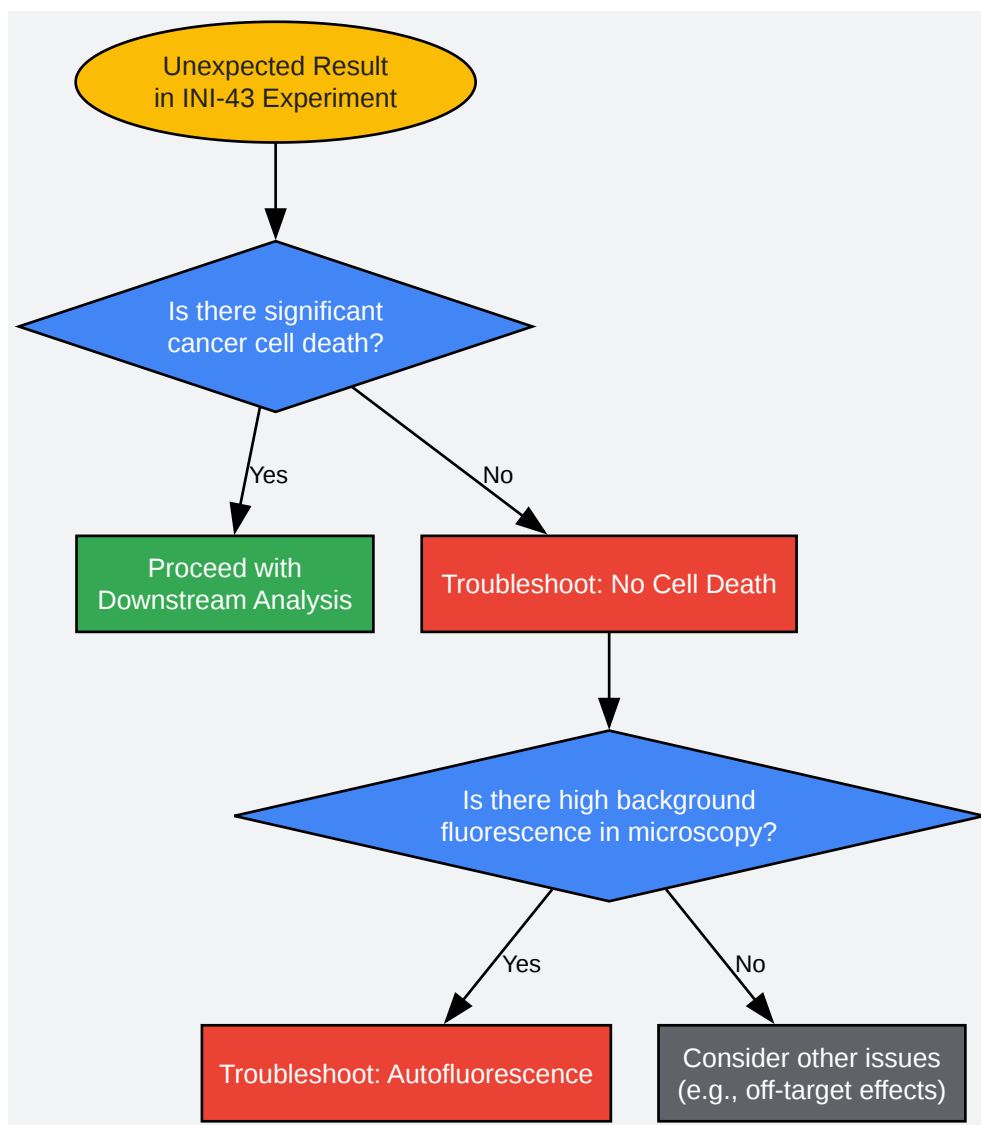 Unexpected Result
in INI-43 Experiment
Is there significant
cancer cell death?
Yes
No
Proceed with
Downstream Analysis
Troubleshoot: No Cell Death
Is there high background
fluorescence in microscopy?
Yes
No
Troubleshoot: Autofluorescence
Consider other issues
(e.g., off-target effects)